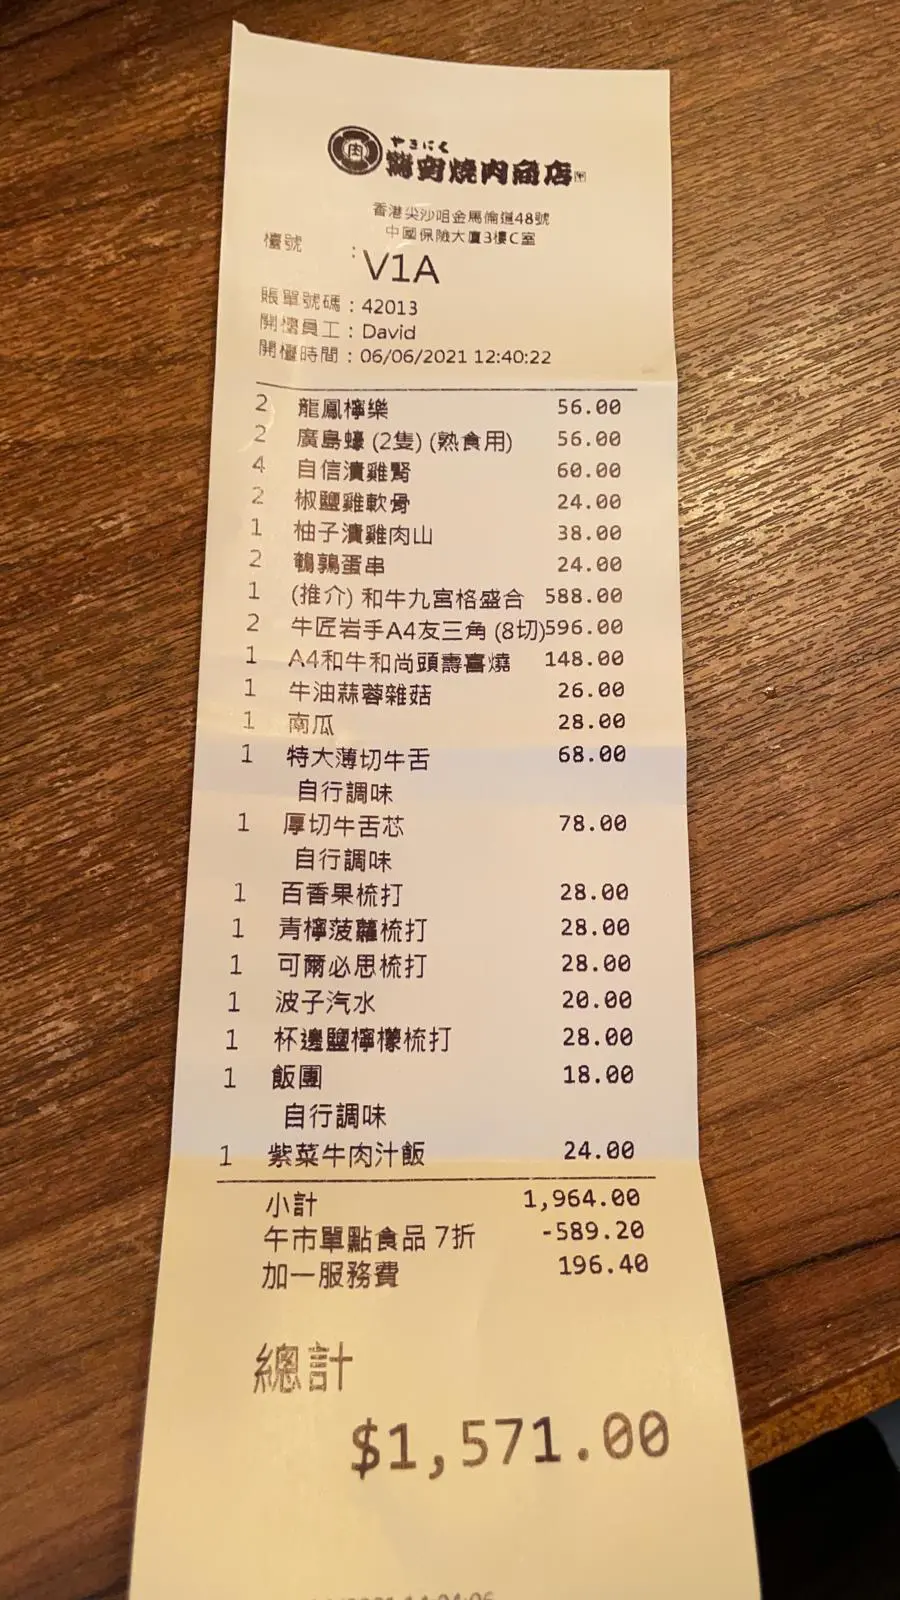 やきにく
肉
燒肉商店
香港尖沙咀金馬倫道48號
中國保險大廈3樓C室
檯號 : V1A
賬單號碼 : 42013
開檯員工 : David
開檯時間 : 06/06/2021 12:40:22
2 龍鳳檸樂 56.00
2 廣島蠔 (2隻) (熟食用) 56.00
4 自信漬雞腎 60.00
2 椒鹽雞軟骨 24.00
1 柚子漬雞肉山 38.00
2 鵪鶉蛋串 24.00
1 (推介) 和牛九宮格盛合 588.00
2 牛匠岩手A4友三角 (8切) 596.00
1 A4和牛和尚頭壽喜燒 148.00
1 牛油蒜蓉雜菇 26.00
1 南瓜 28.00
1 特大薄切牛舌 68.00
自行調味
1 厚切牛舌芯 78.00
自行調味
1 百香果梳打 28.00
1 青檸菠蘿梳打 28.00
1 可爾必思梳打 28.00
1 波子汽水 20.00
1 杯邊鹽檸檬梳打 28.00
1 飯團 18.00
自行調味
1 紫菜牛肉汁飯 24.00
小計 1,964.00
午市單點食品 7折 -589.20
加一服務費 196.40
總計
$1,571.00